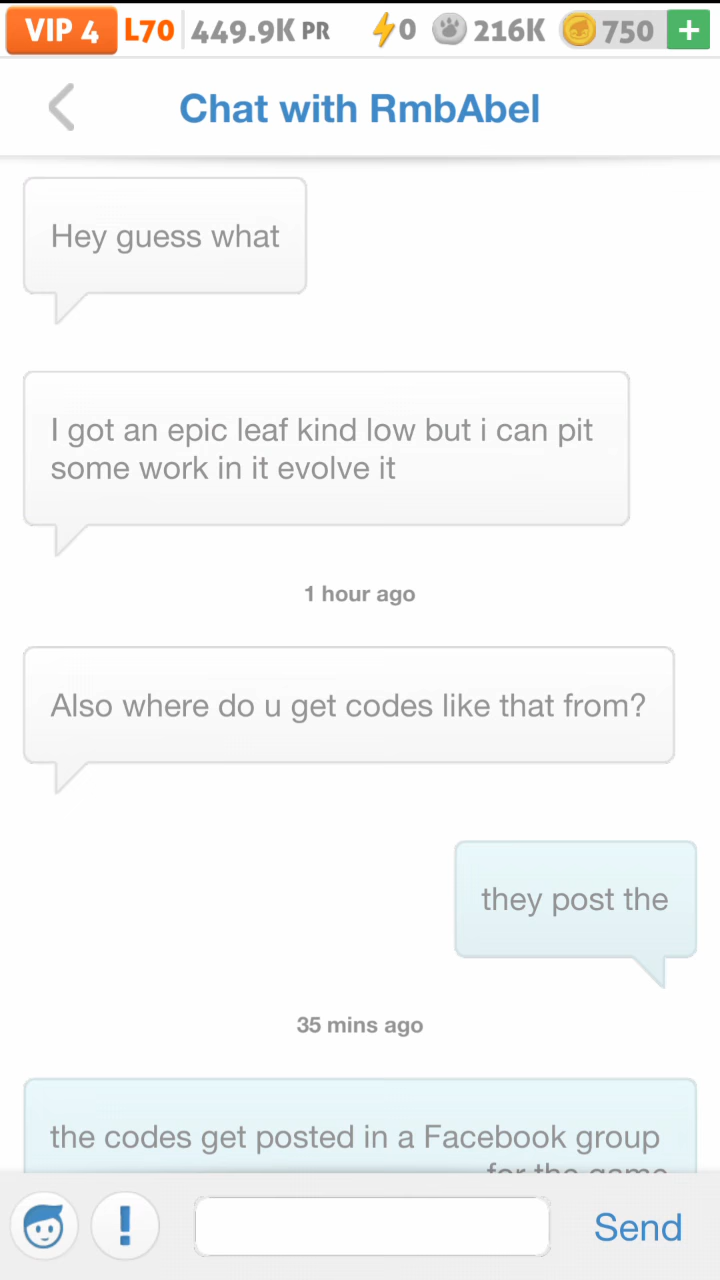 VIP 4 L70 449.9K PR 0 216K 750 +
Chat with RmbAbel
Hey guess what
I got an epic leaf kind low but i can pit
some work in it evolve it
1 hour ago
Also where do u get codes like that from?
they post the
35 mins ago
the codes get posted in a Facebook group
for the game
! Send